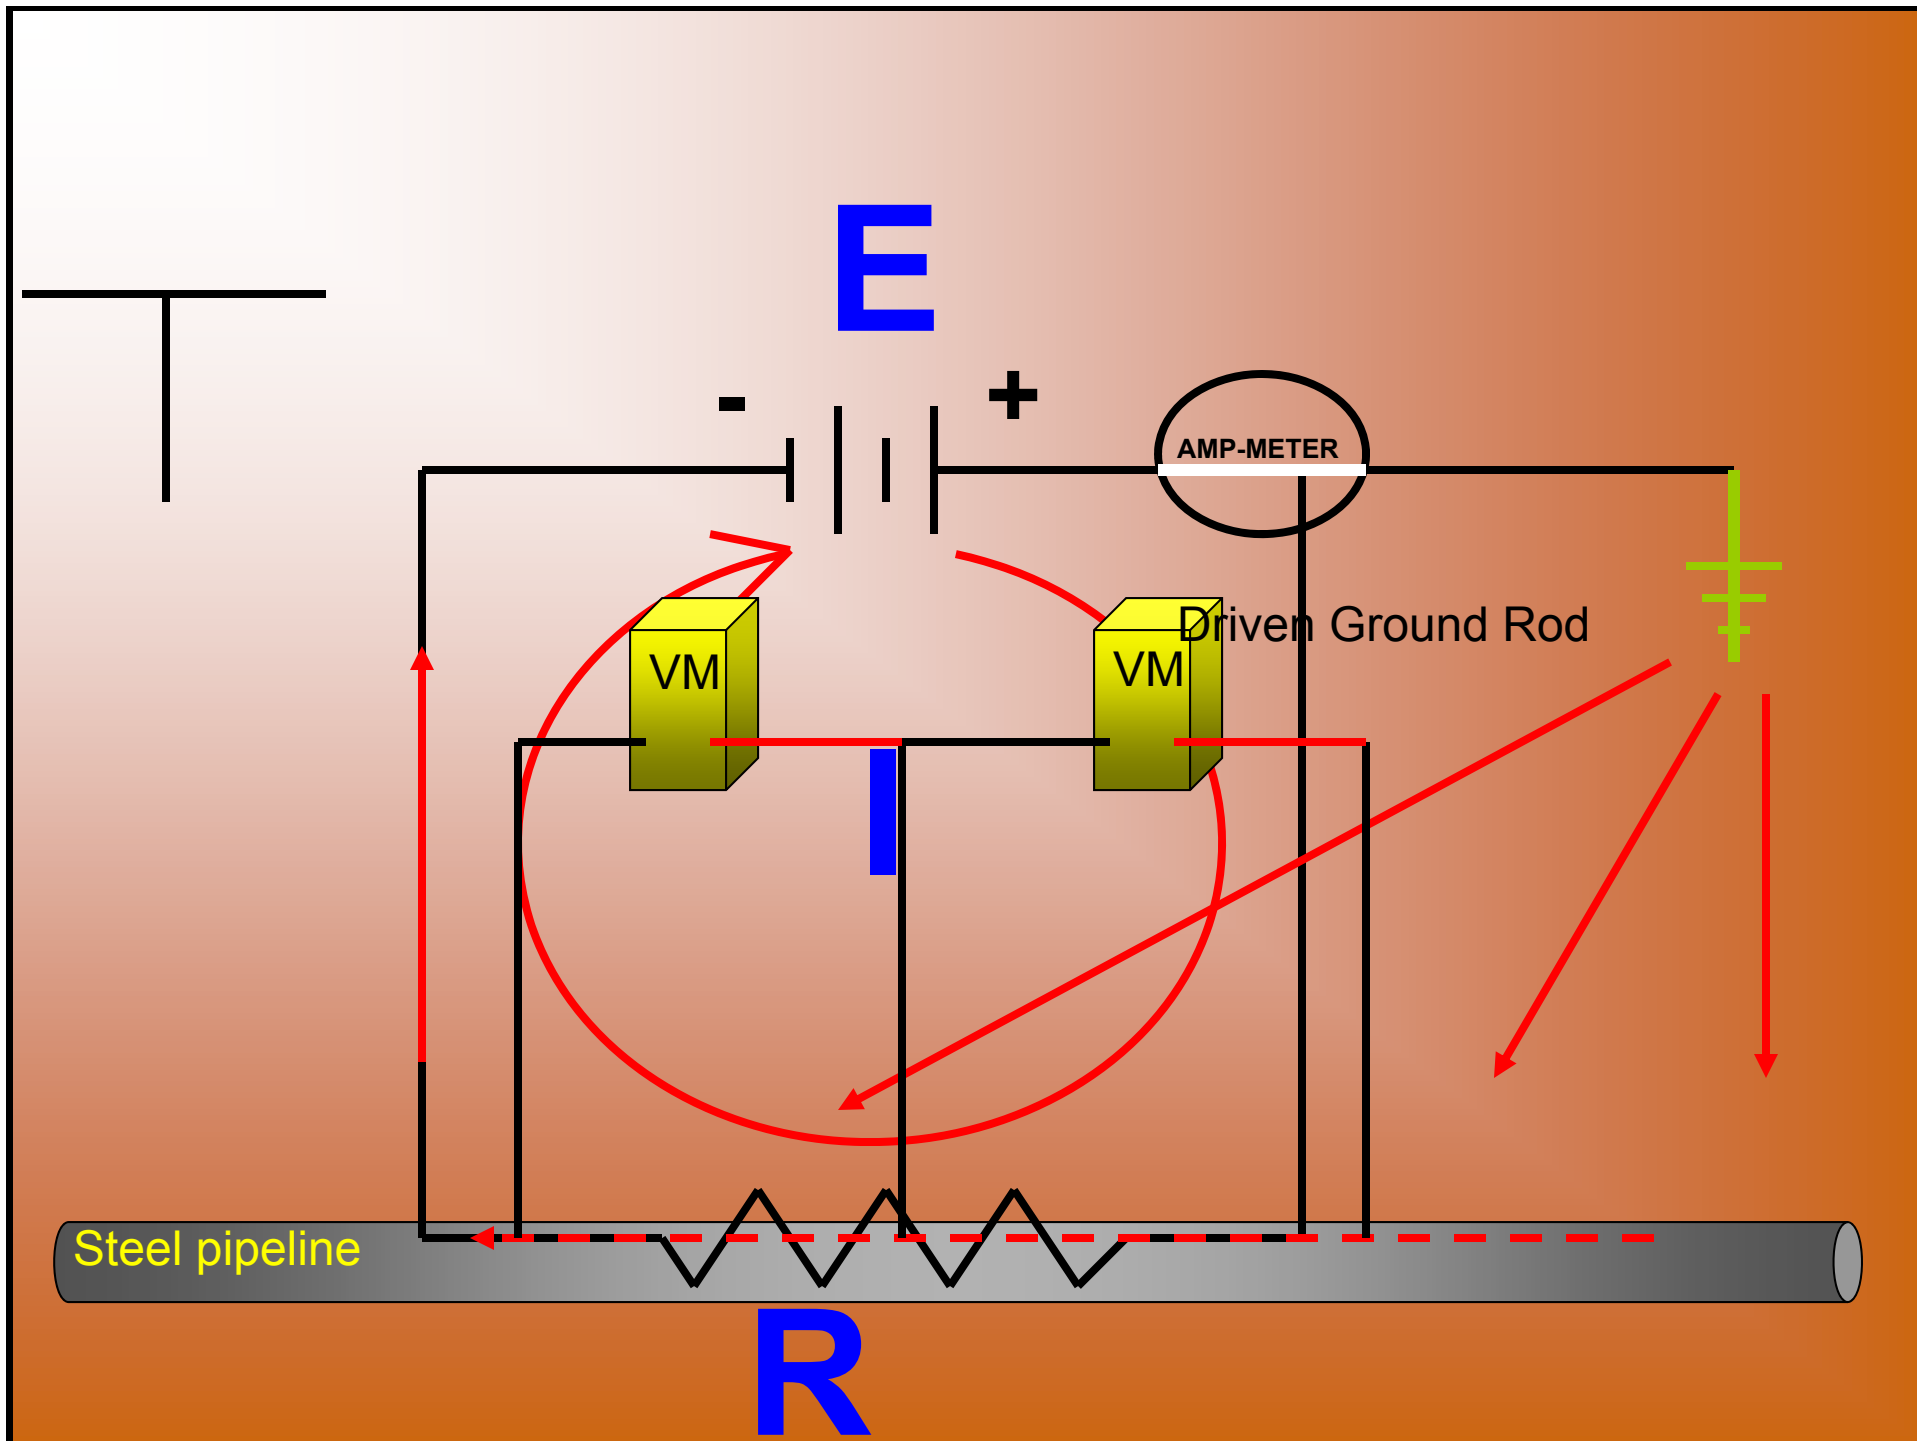 E
- +
AMP-METER
Driven Ground Rod
VM VM
I
Steel pipeline
R